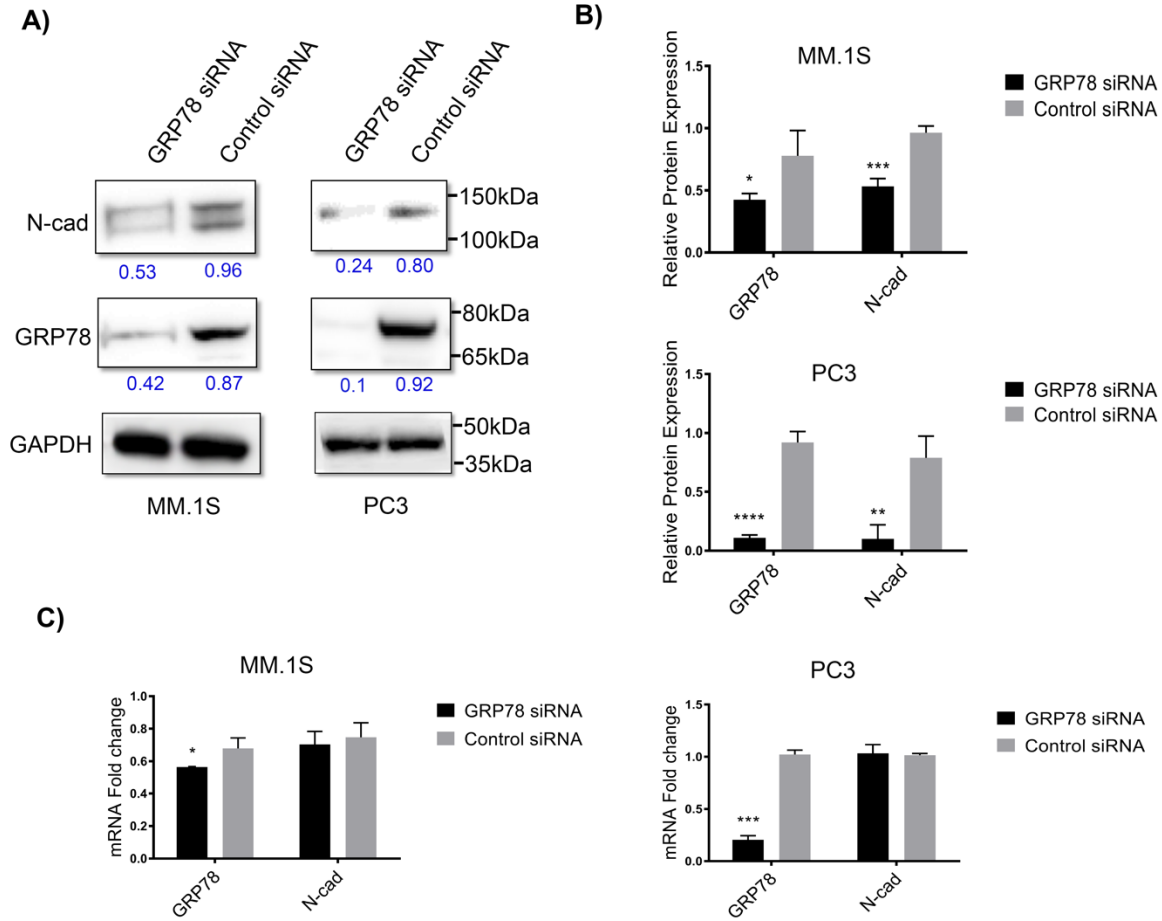 A)
GRP78 siRNA
Control siRNA
GRP78 siRNA
Control siRNA
N-cad
150kDa
100kDa
0.53 0.96 0.24 0.80
GRP78
80kDa
65kDa
0.42 0.87 0.1 0.92
GAPDH
50kDa
35kDa
MM.1S PC3
B)
MM.1S
Relative Protein Expression
1.5
1.0
0.5
0.0
* ***
GRP78 N-cad
GRP78 siRNA
Control siRNA
PC3
Relative Protein Expression
1.5
1.0
0.5
0.0
**** **
GRP78 N-cad
GRP78 siRNA
Control siRNA
C)
MM.1S
mRNA Fold change
1.0
0.8
0.6
0.4
0.2
0.0
*
GRP78 N-cad
GRP78 siRNA
Control siRNA
PC3
mRNA Fold change
1.5
1.0
0.5
0.0
***
GRP78 N-cad
GRP78 siRNA
Control siRNA